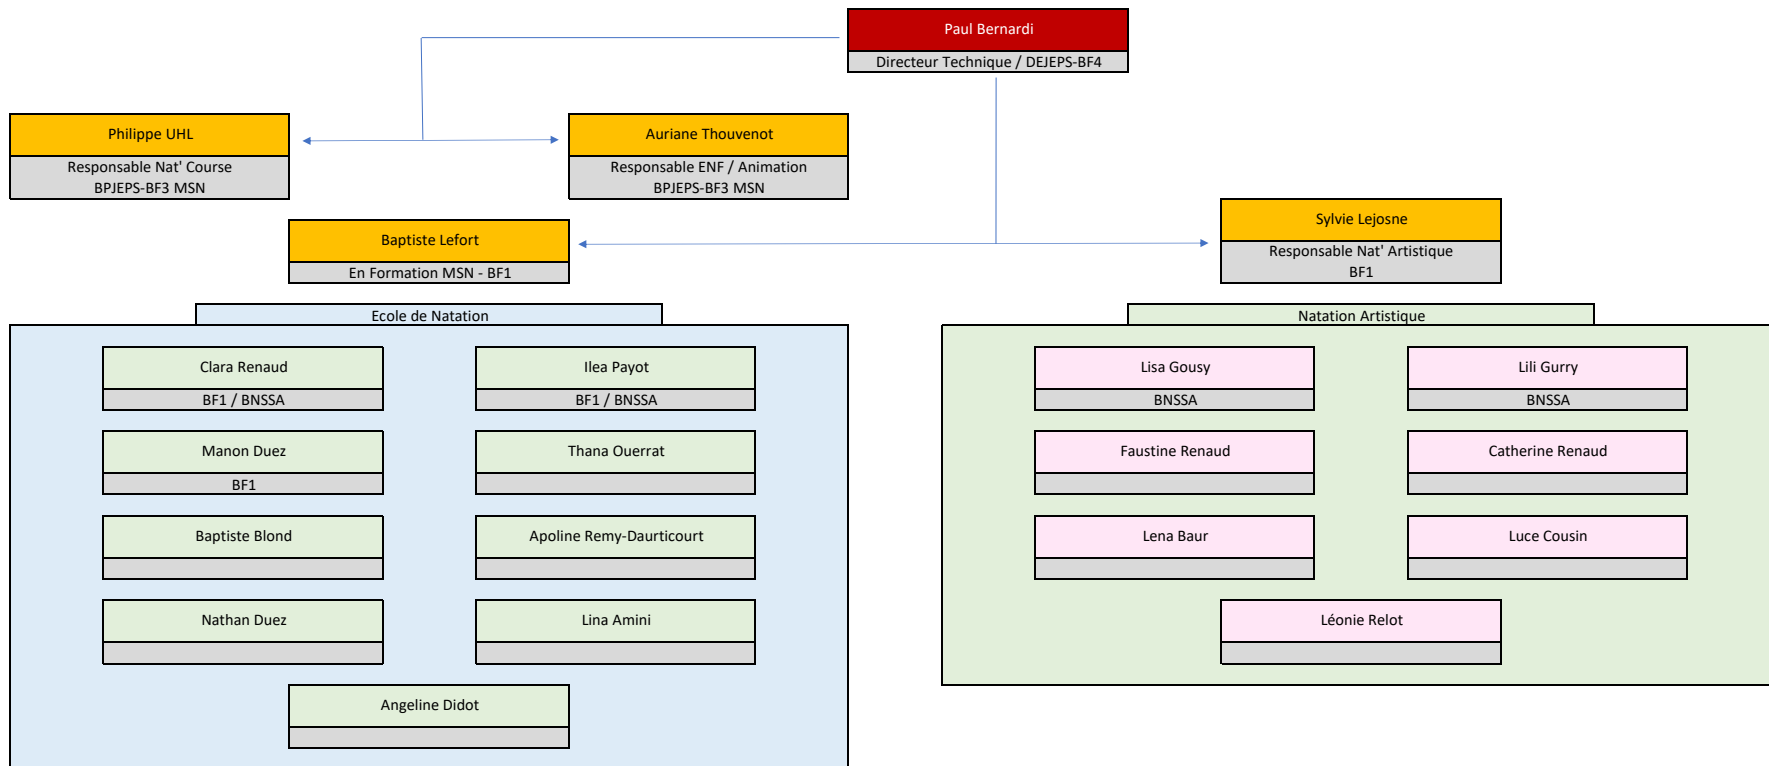 Paul Bernardi
Directeur Technique / DEJEPS-BF4
Philippe UHL
Responsable Nat' Course
BPJEPS-BF3 MSN
Auriane Thouvenot
Responsable ENF / Animation
BPJEPS-BF3 MSN
Baptiste Lefort
En Formation MSN - BF1
Sylvie Lejosne
Responsable Nat' Artistique
BF1
Ecole de Natation
Clara Renaud
BF1 / BNSSA
Ilea Payot
BF1 / BNSSA
Manon Duez
BF1
Thana Ouerrat
Baptiste Blond
Apoline Remy-Daurticourt
Nathan Duez
Lina Amini
Angeline Didot
Natation Artistique
Lisa Gousy
BNSSA
Lili Gurry
BNSSA
Faustine Renaud
Catherine Renaud
Lena Baur
Luce Cousin
Léonie Relot